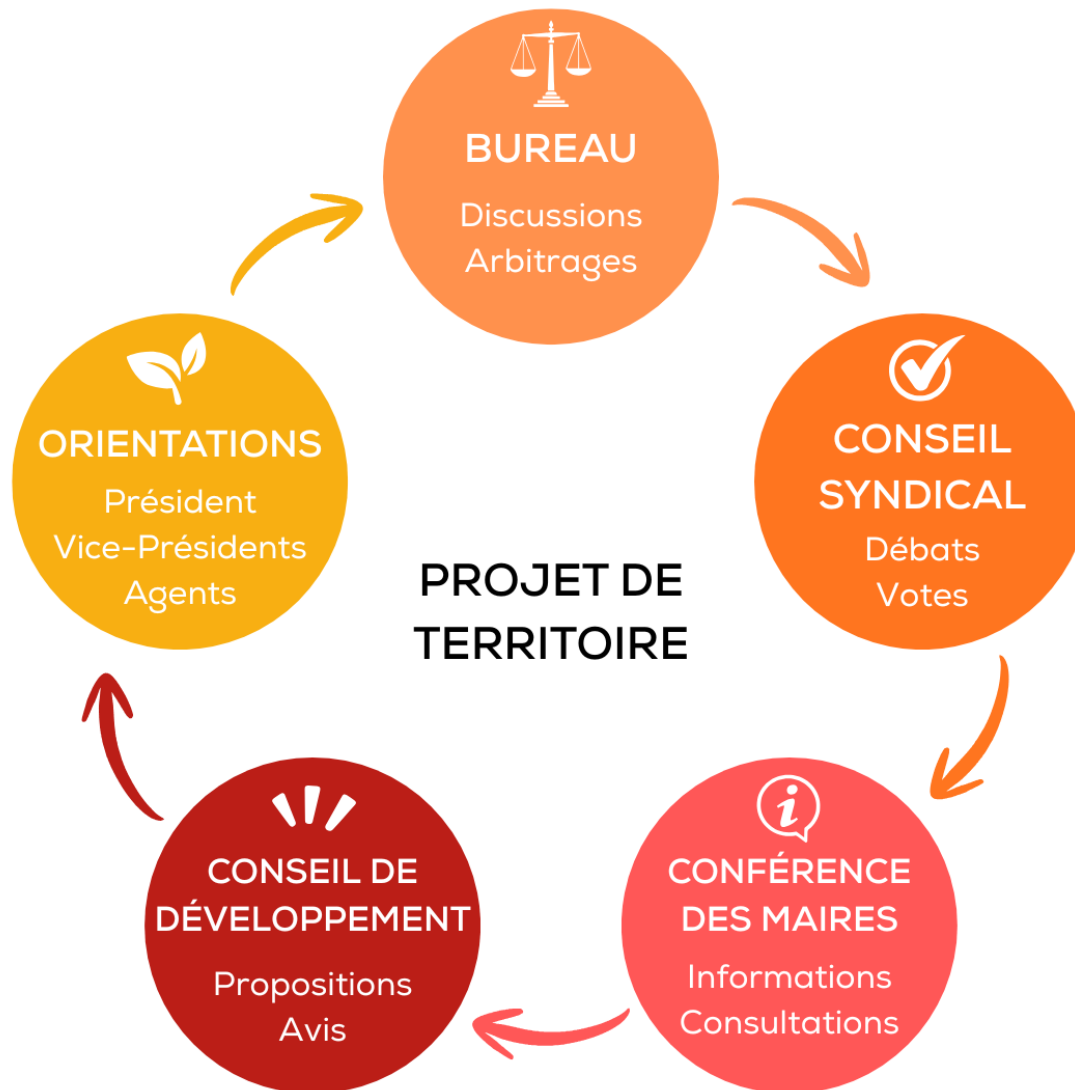 BUREAU
Discussions
Arbitrages
CONSEIL
SYNDICAL
Débats
Votes
CONFÉRENCE
DES MAIRES
Informations
Consultations
CONSEIL DE
DÉVELOPPEMENT
Propositions
Avis
ORIENTATIONS
Président
Vice-Présidents
Agents
PROJET DE
TERRITOIRE